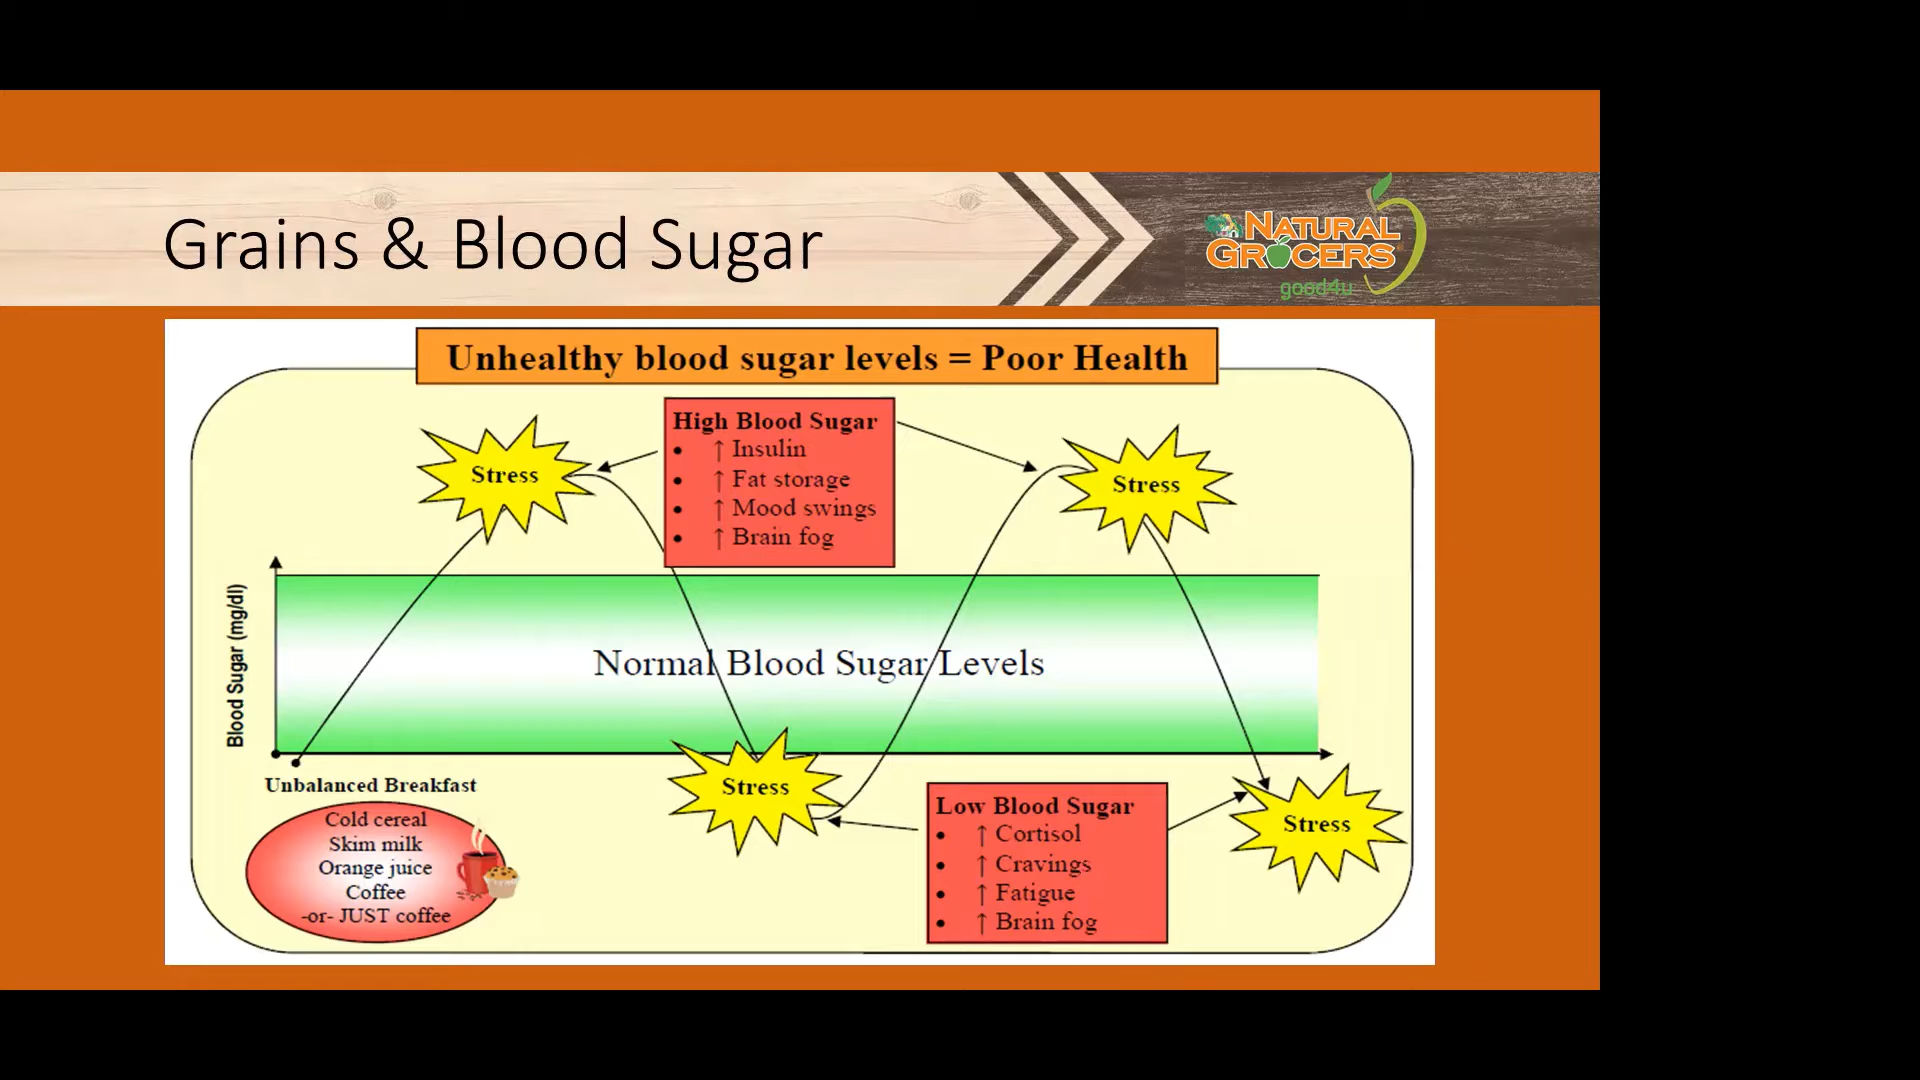 Grains & Blood Sugar
NATURAL
GROCERS
good4u
Unhealthy blood sugar levels = Poor Health
High Blood Sugar
• ↑ Insulin
• ↑ Fat storage
• ↑ Mood swings
• ↑ Brain fog
Stress
Stress
Blood Sugar (mg/dl)
Normal Blood Sugar Levels
Unbalanced Breakfast
Cold cereal
Skim milk
Orange juice
Coffee
-or- JUST coffee
Stress
Low Blood Sugar
• ↑ Cortisol
• ↑ Cravings
• ↑ Fatigue
• ↑ Brain fog
Stress